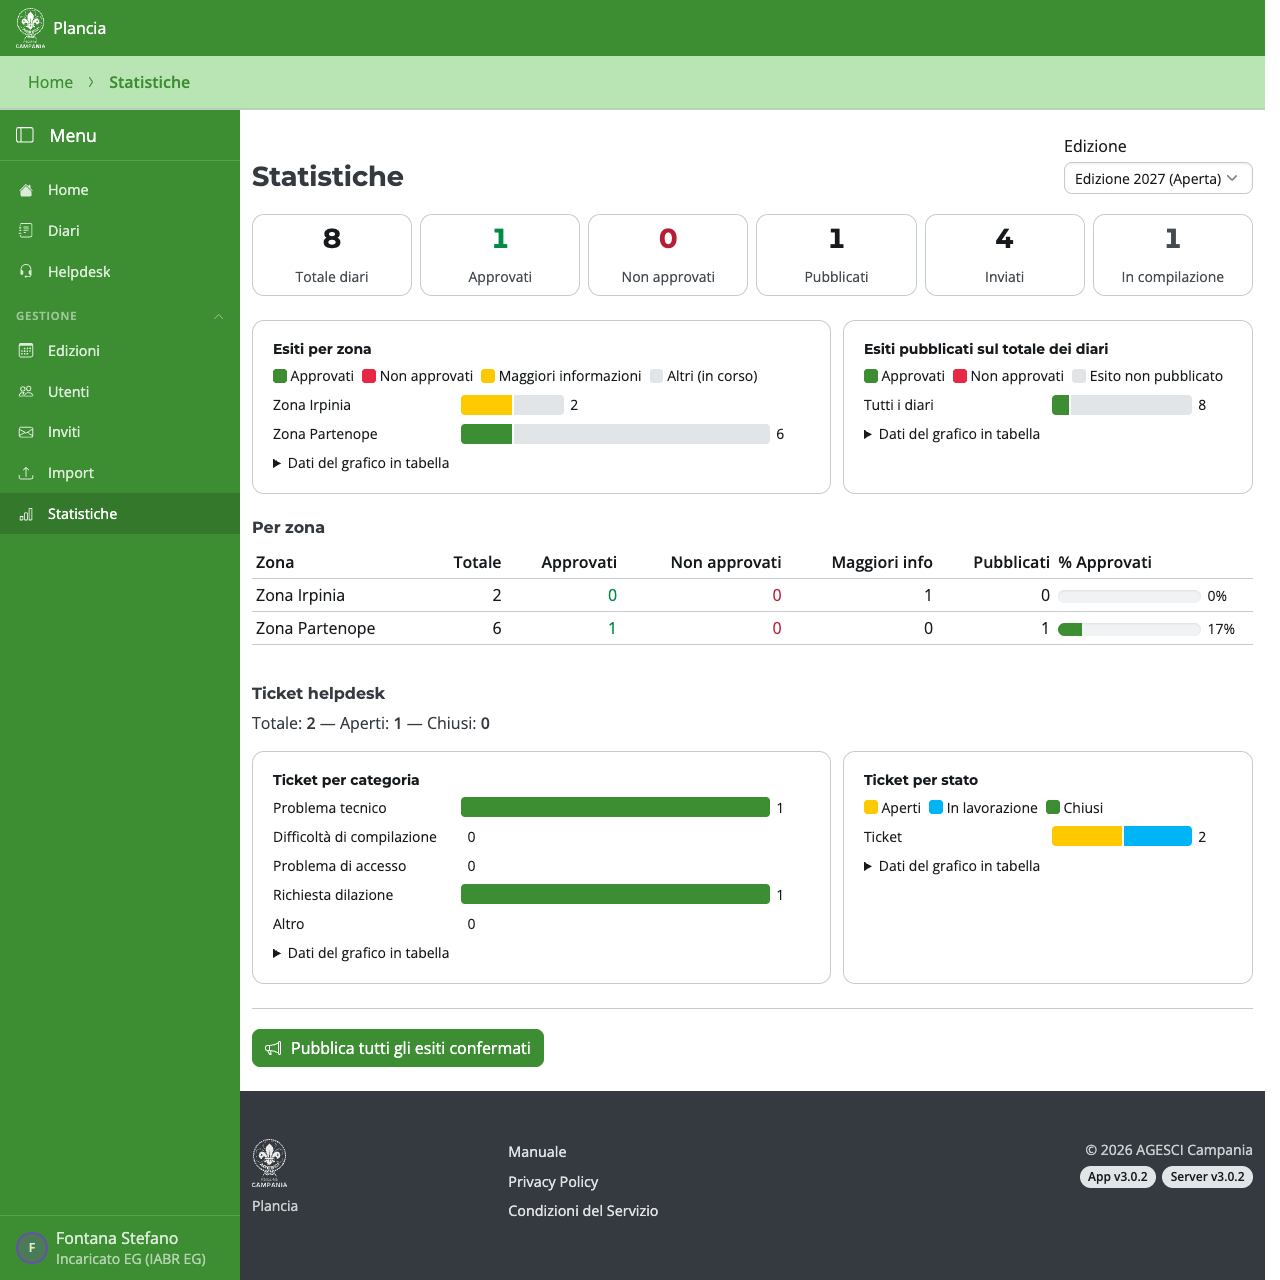 Plancia
CAMPANIA
Home > Statistiche
Menu
Home
Diari
Helpdesk
GESTIONE
Edizioni
Utenti
Inviti
Import
Statistiche
Fontana Stefano
F
Incaricato EG (IABR EG)
Edizione
Statistiche
Edizione 2027 (Aperta)
8 1 0 1 4 1
Totale diari Approvati Non approvati Pubblicati Inviati In compilazione
Esiti per zona
Approvati Non approvati Maggiori informazioni Altri (in corso)
Zona Irpinia 2
Zona Partenope 6
Dati del grafico in tabella
Esiti pubblicati sul totale dei diari
Approvati Non approvati Esito non pubblicato
Tutti i diari 8
Dati del grafico in tabella
Per zona
Zona Totale Approvati Non approvati Maggiori info Pubblicati % Approvati
Zona Irpinia 2 0 0 1 0 0%
Zona Partenope 6 1 0 0 1 17%
Ticket helpdesk
Totale: 2 — Aperti: 1 — Chiusi: 0
Ticket per categoria
Problema tecnico 1
Difficoltà di compilazione 0
Problema di accesso 0
Richiesta dilazione 1
Altro 0
Dati del grafico in tabella
Ticket per stato
Aperti In lavorazione Chiusi
Ticket 2
Dati del grafico in tabella
Pubblica tutti gli esiti confermati
CAMPANIA
Plancia
Manuale
Privacy Policy
Condizioni del Servizio
© 2026 AGESCI Campania
App v3.0.2 Server v3.0.2